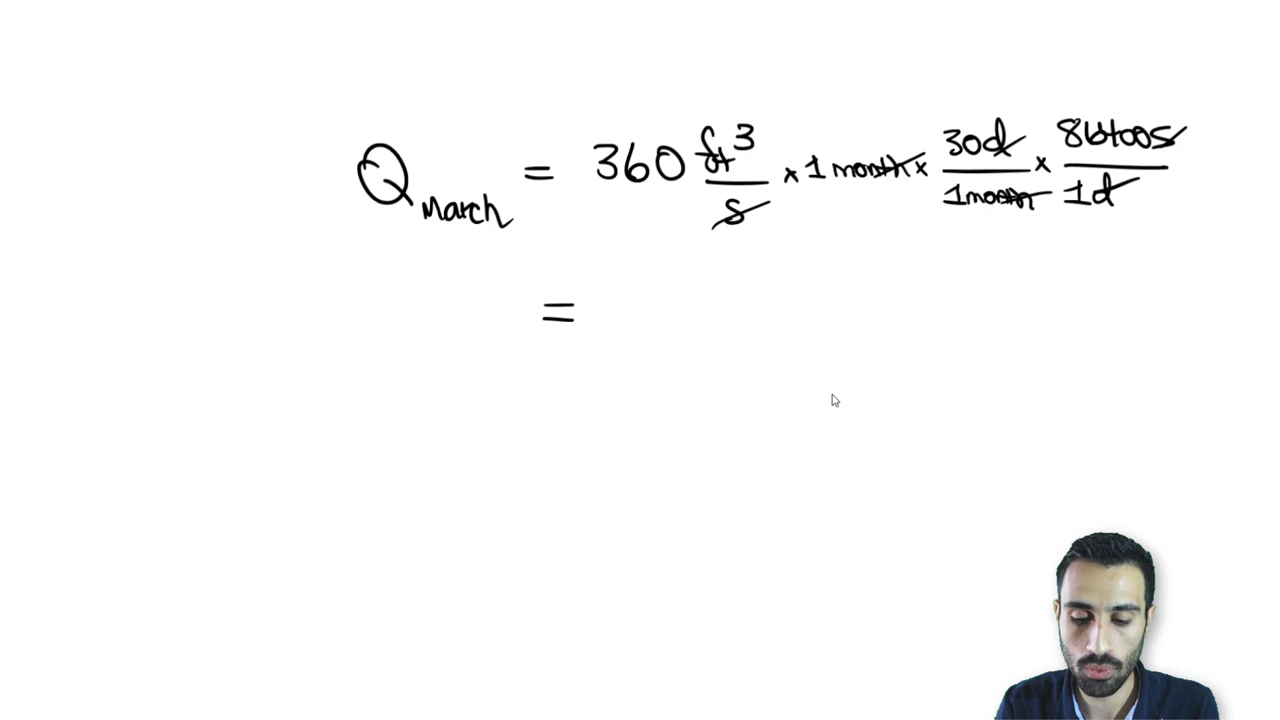 Q March = 360 ft³/s × 1 month × 30d/1month × 86400s/1d
=